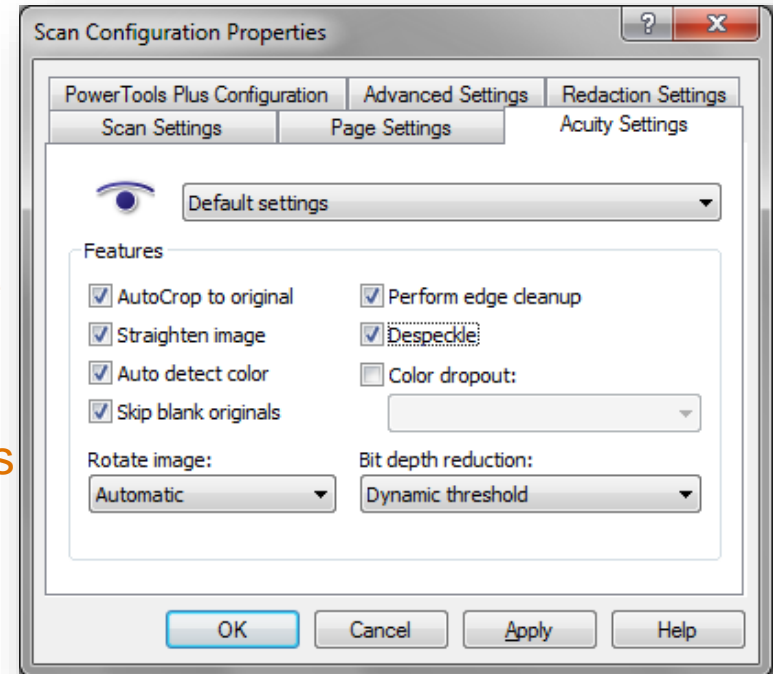 Scan Configuration Properties
?
X
PowerTools Plus Configuration
Advanced Settings
Redaction Settings
Scan Settings
Page Settings
Acuity Settings
Default settings
Features
AutoCrop to original
Perform edge cleanup
Straighten image
Despeckle
Auto detect color
Color dropout:
Skip blank originals
s
Rotate image:
Bit depth reduction:
Automatic
Dynamic threshold
OK
Cancel
Apply
Help